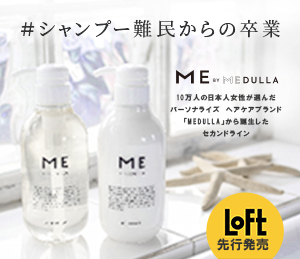 #シャンプー難民からの卒業
ME BY MEDULLA
10万人の日本人女性が選んだ
パーソナライズ ヘアケアブランド
「MEDULLA」から誕生した
セカンドライン
ME
ME
LOFT
先行発売